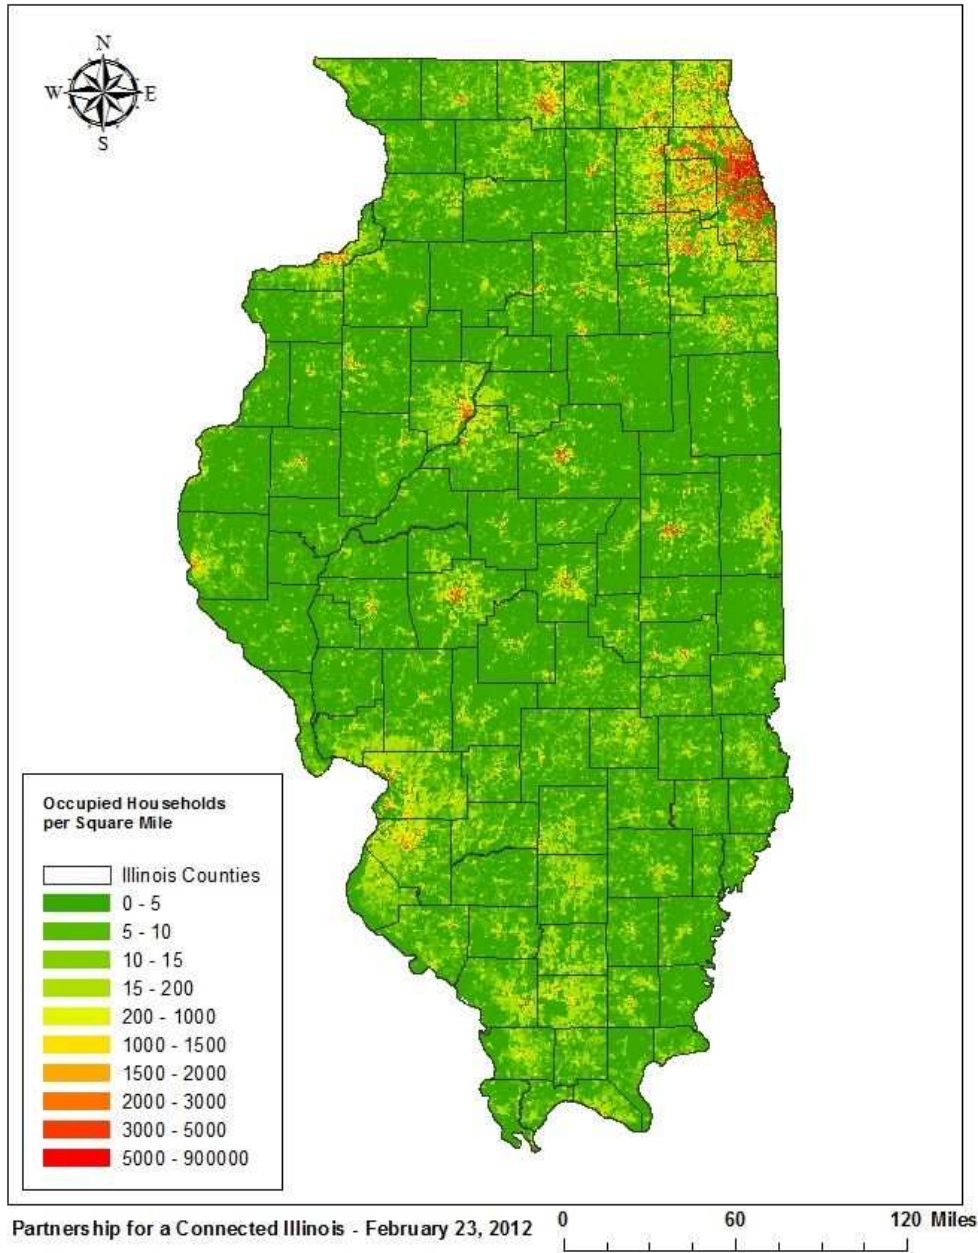 N
W E
S
Occupied Households
per Square Mile
Illinois Counties
0 - 5
5 - 10
10 - 15
15 - 200
200 - 1000
1000 - 1500
1500 - 2000
2000 - 3000
3000 - 5000
5000 - 900000
Partnership for a Connected Illinois - February 23, 2012
0 60 120 Miles